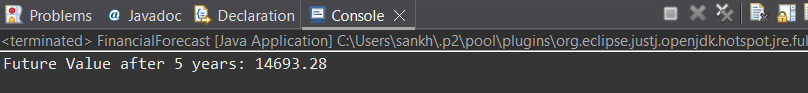 Problems @ Javadoc Declaration Console
<terminated> FinancialForecast [Java Application] C:\Users\sankh\.p2\pool\plugins\org.eclipse.justj.openjdk.hotspot.jre.ful
Future Value after 5 years: 14693.28